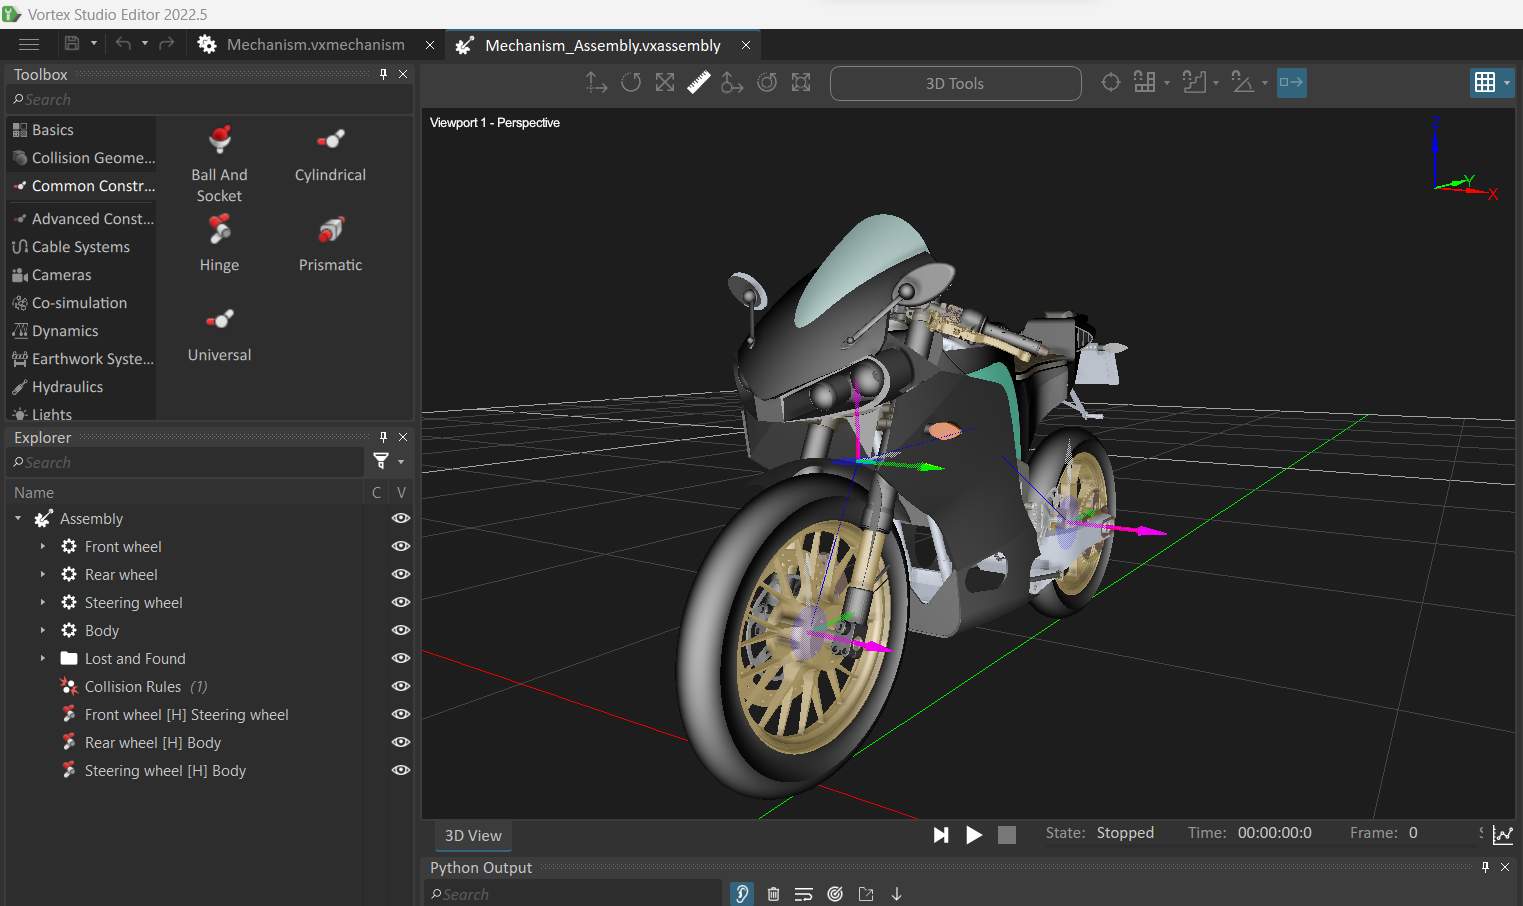 Vortex Studio Editor 2022.5
Mechanism.vxmechanism
Mechanism_Assembly.vxassembly
Toolbox
Search
Basics
Collision Geome...
Common Constr...
Advanced Const...
Cable Systems
Cameras
Co-simulation
Dynamics
Earthwork Syste...
Hydraulics
Lights
Ball And
Socket
Cylindrical
Hinge
Prismatic
Universal
3D Tools
Viewport 1 - Perspective
Z
Y
X
Explorer
Search
Name C V
Assembly
Front wheel
Rear wheel
Steering wheel
Body
Lost and Found
Collision Rules (1)
Front wheel [H] Steering wheel
Rear wheel [H] Body
Steering wheel [H] Body
3D View
State: Stopped Time: 00:00:00:0 Frame: 0
Python Output
Search